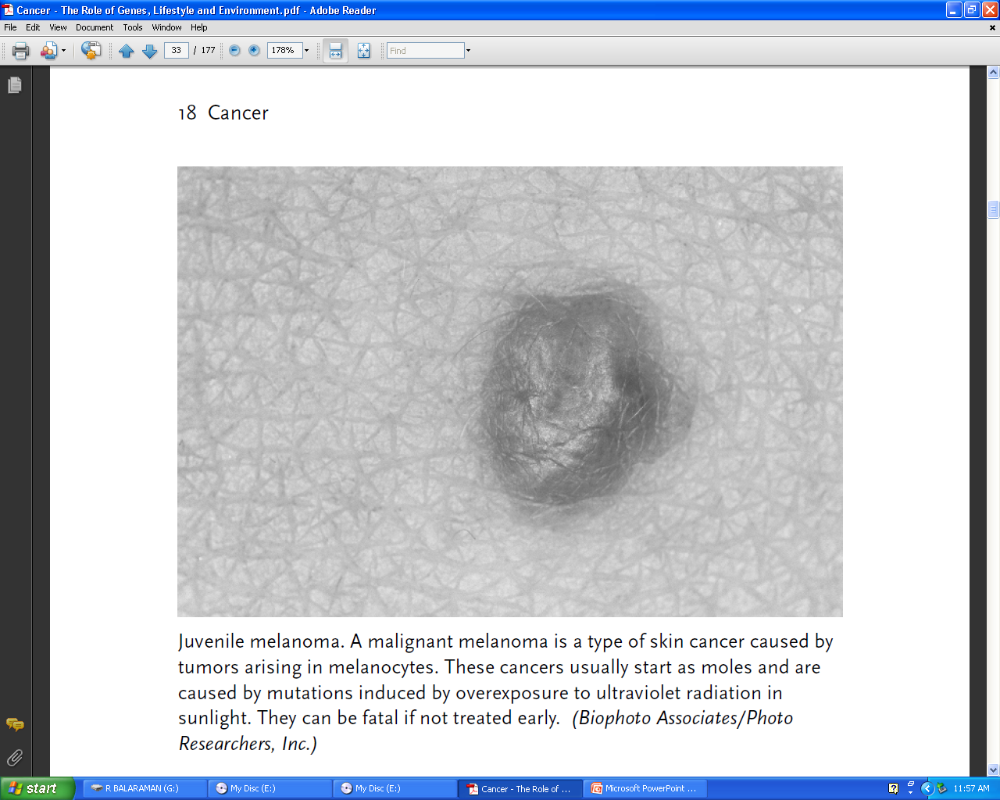 Cancer - The Role of Genes, Lifestyle and Environment.pdf - Adobe Reader
File Edit View Document Tools Window Help
33 / 177 178% Find
18 Cancer
Juvenile melanoma. A malignant melanoma is a type of skin cancer caused by
tumors arising in melanocytes. These cancers usually start as moles and are
caused by mutations induced by overexposure to ultraviolet radiation in
sunlight. They can be fatal if not treated early. (Biophoto Associates/Photo
Researchers, Inc.)
start R BALARAMAN (G:) My Disc (E:) My Disc (E:) Cancer - The Role of ... Microsoft PowerPoint ... 11:57 AM